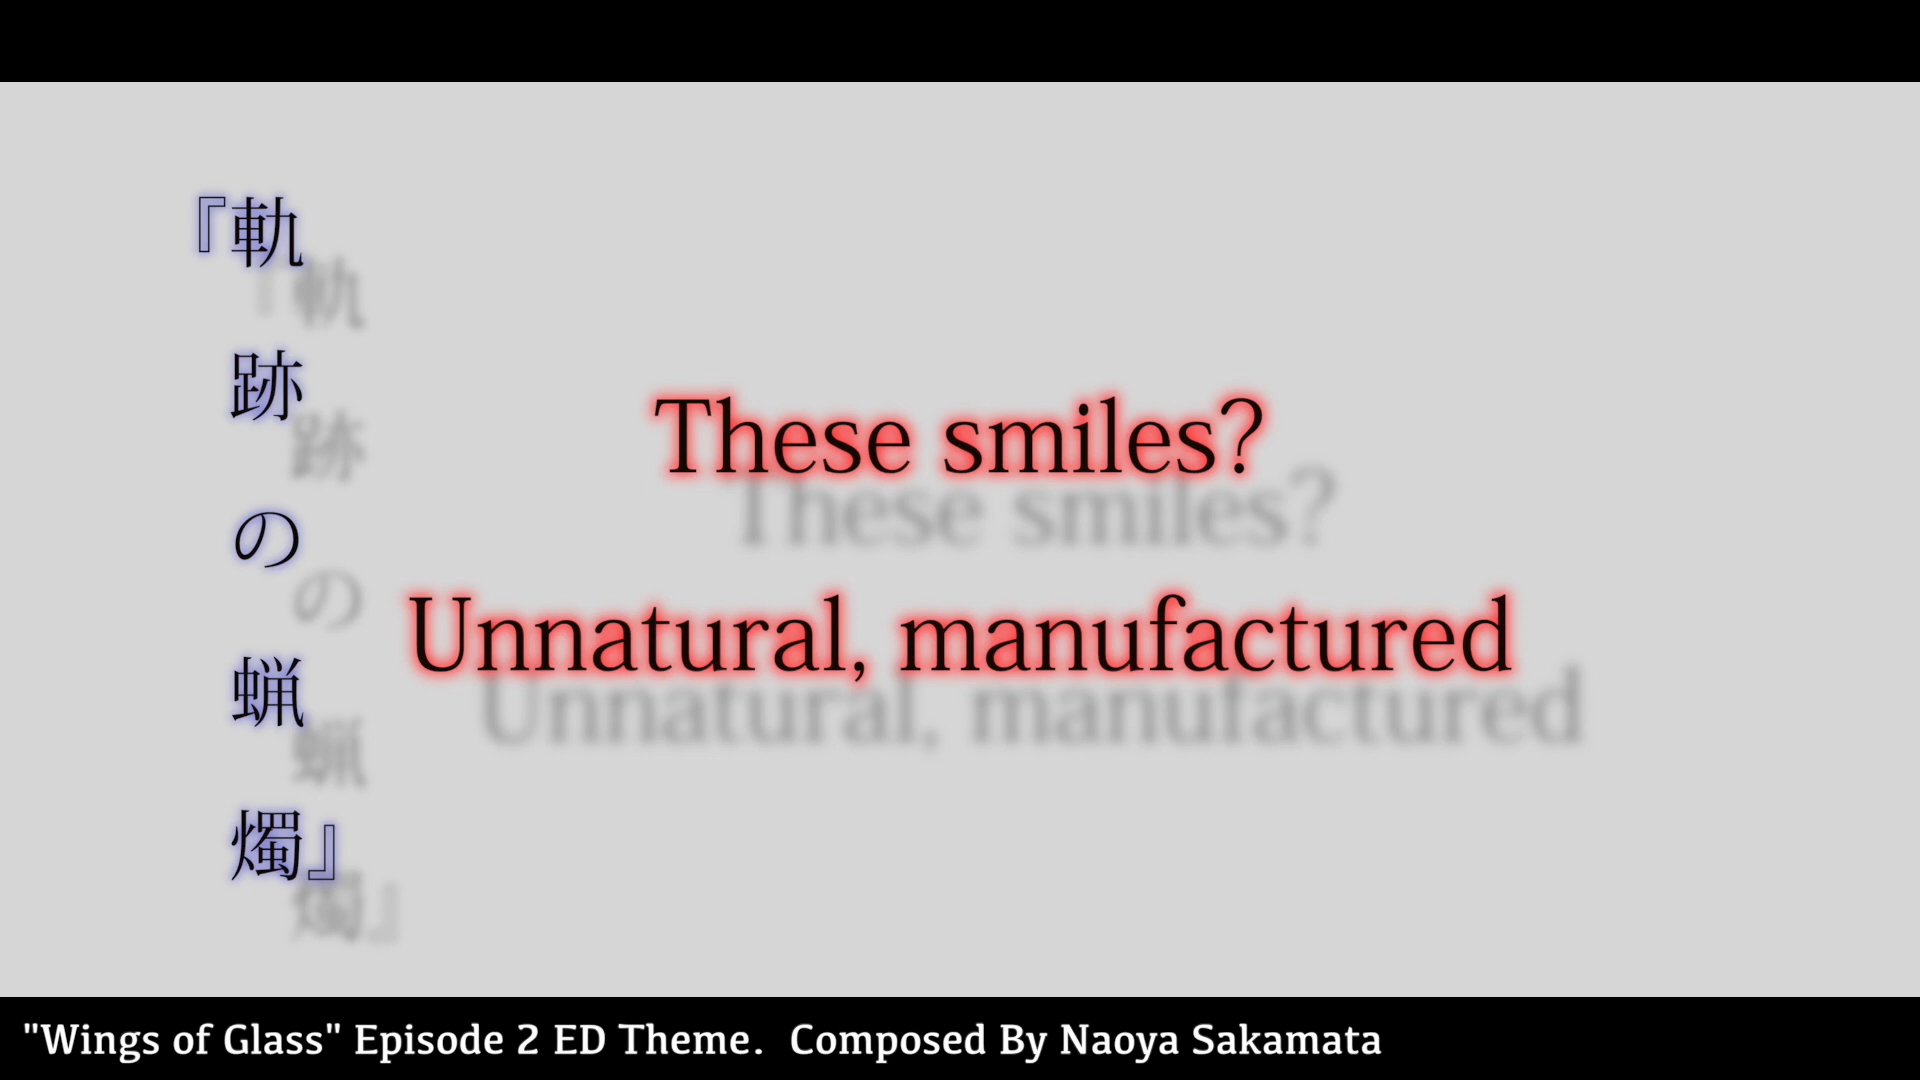 『軌跡の蝋燭』
These smiles?
Unnatural, manufactured
"Wings of Glass" Episode 2 ED Theme.  Composed By Naoya Sakamata